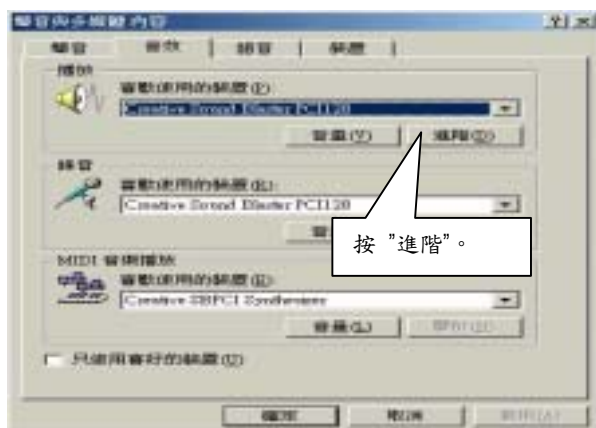 聲音與多媒體 內容
聲音 音效 語音 裝置
播放
喜歡使用的裝置(P):
Creative Sound Blaster PCI128
音量(V) 進階(D)
錄音
喜歡使用的裝置(R):
Creative Sound Blaster PCI128
按 ”進階”。
MIDI 音樂播放
喜歡使用的裝置(E):
Creative SBPCI Synthesizer
音量(L)
只使用喜好的裝置(U)
確定 取消 套用(A)